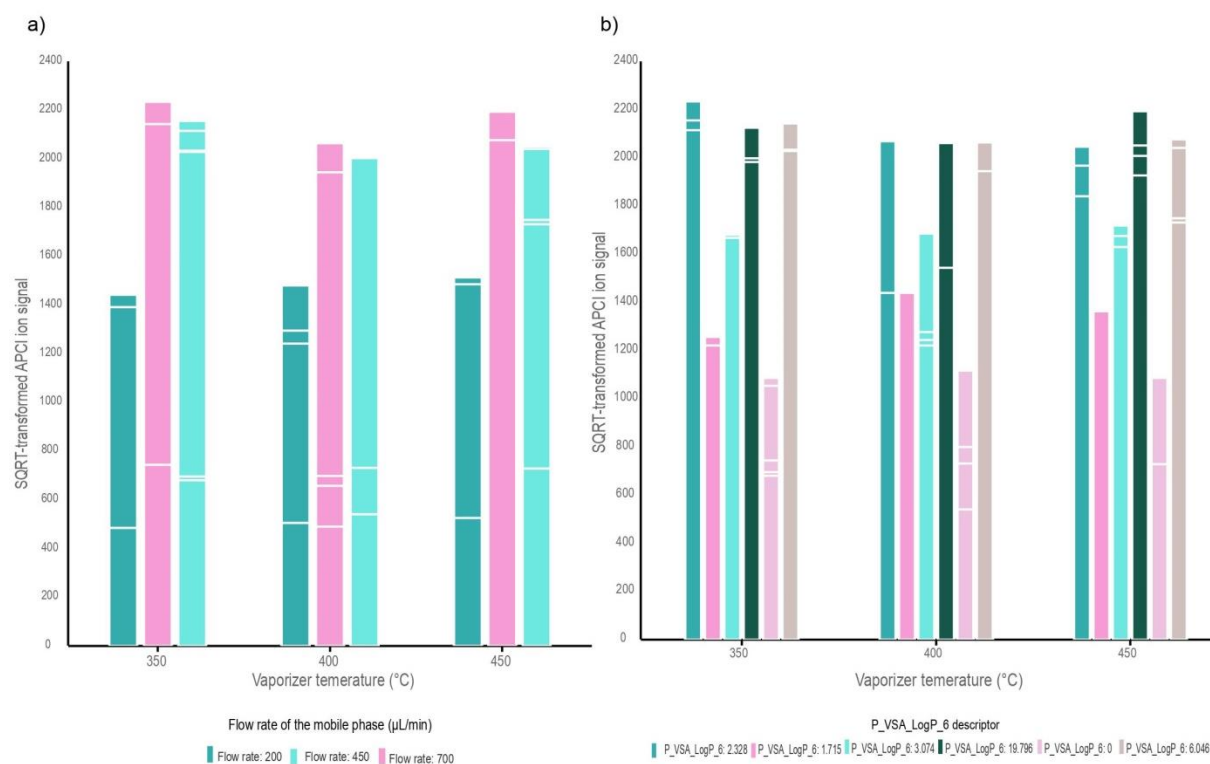 a)
2400
2200
2000
1800
1600
1400
1200
1000
800
600
400
200
0
SQRT-transformed APCI ion signal
350 400 450
Vaporizer temerature (°C)
Flow rate of the mobile phase (µL/min)
Flow rate: 200 Flow rate: 450 Flow rate: 700
b)
2400
2200
2000
1800
1600
1400
1200
1000
800
600
400
200
0
SQRT-transformed APCI ion signal
350 400 450
Vaporizer temerature (°C)
P_VSA_LogP_6 descriptor
P_VSA_LogP_6: 2.328 P_VSA_LogP_6: 1.715 P_VSA_LogP_6: 3.074 P_VSA_LogP_6: 19.796 P_VSA_LogP_6: 0 P_VSA_LogP_6: 6.046